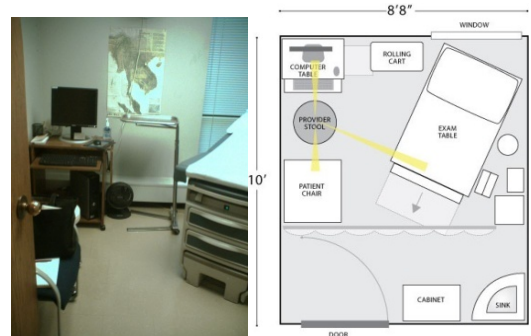 8'8"
WINDOW
COMPUTER
TABLE
ROLLING
CART
PROVIDER
STOOL
EXAM
TABLE
10'
PATIENT
CHAIR
CABINET
SINK
DOOR